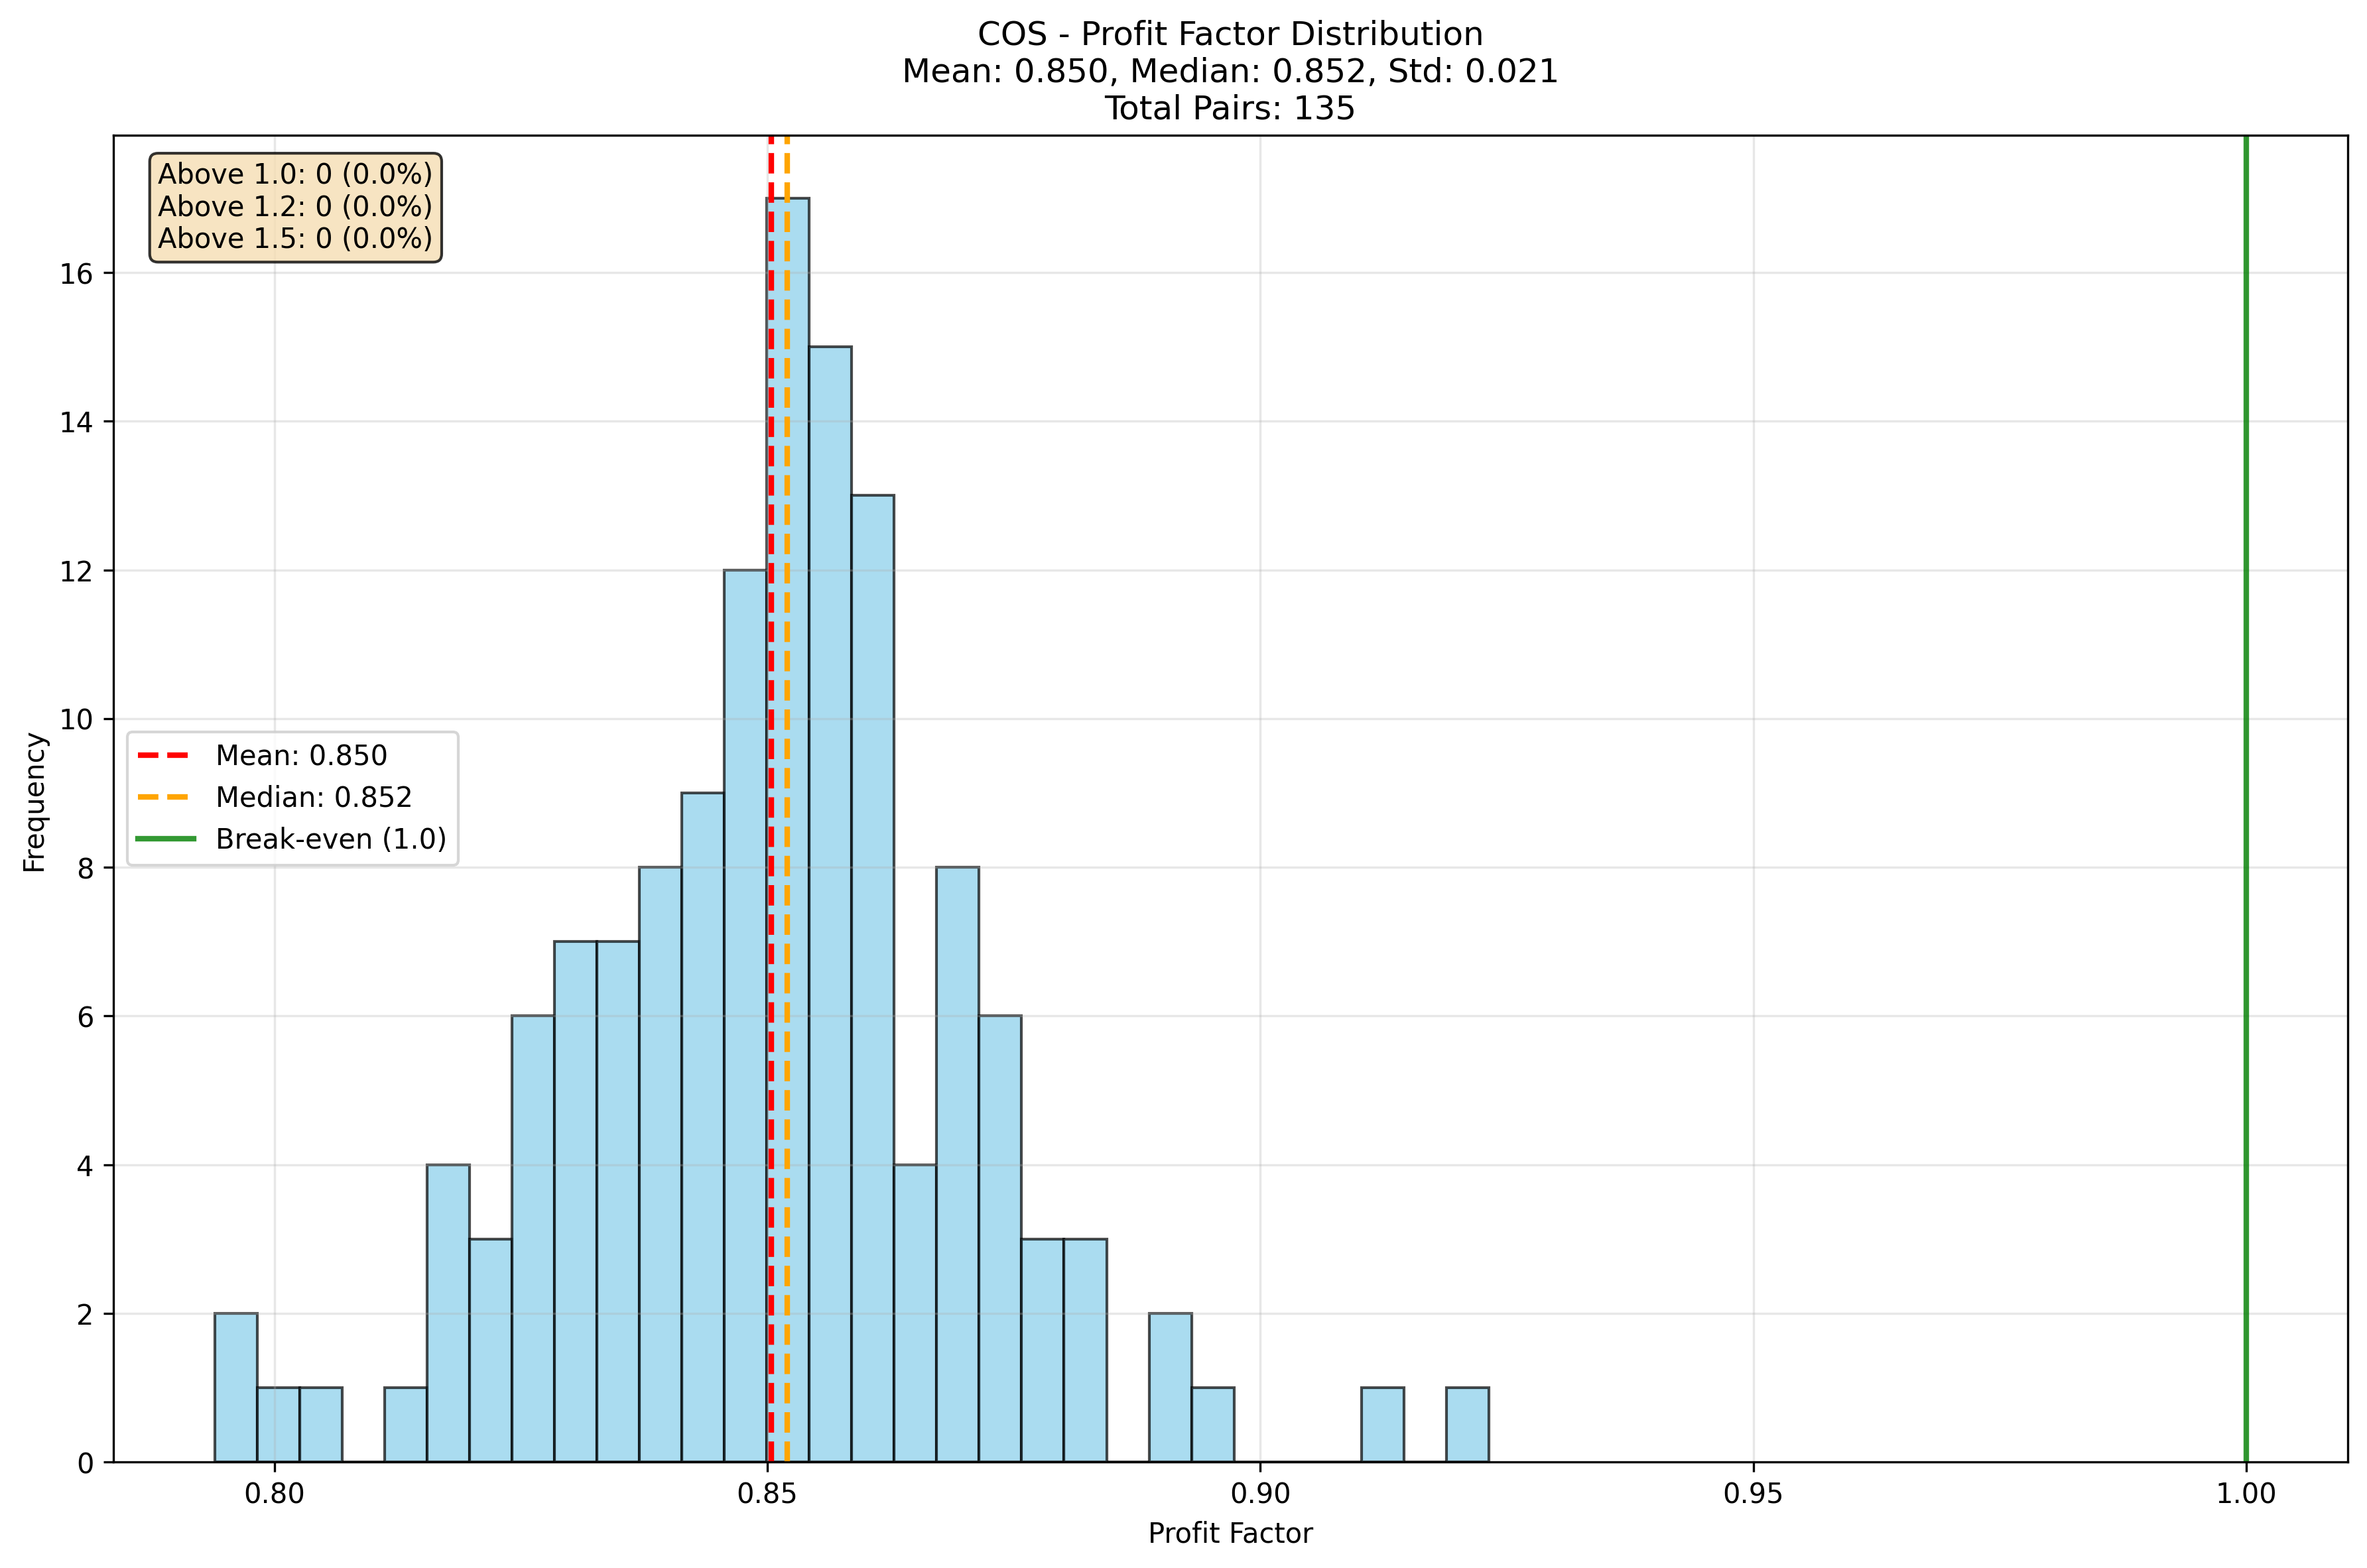 COS - Profit Factor Distribution
Mean: 0.850, Median: 0.852, Std: 0.021
Total Pairs: 135
Above 1.0: 0 (0.0%)
Above 1.2: 0 (0.0%)
Above 1.5: 0 (0.0%)
16
14
12
10
8
6
4
2
0
Frequency
Mean: 0.850
Median: 0.852
Break-even (1.0)
0.80
0.85
0.90
0.95
1.00
Profit Factor